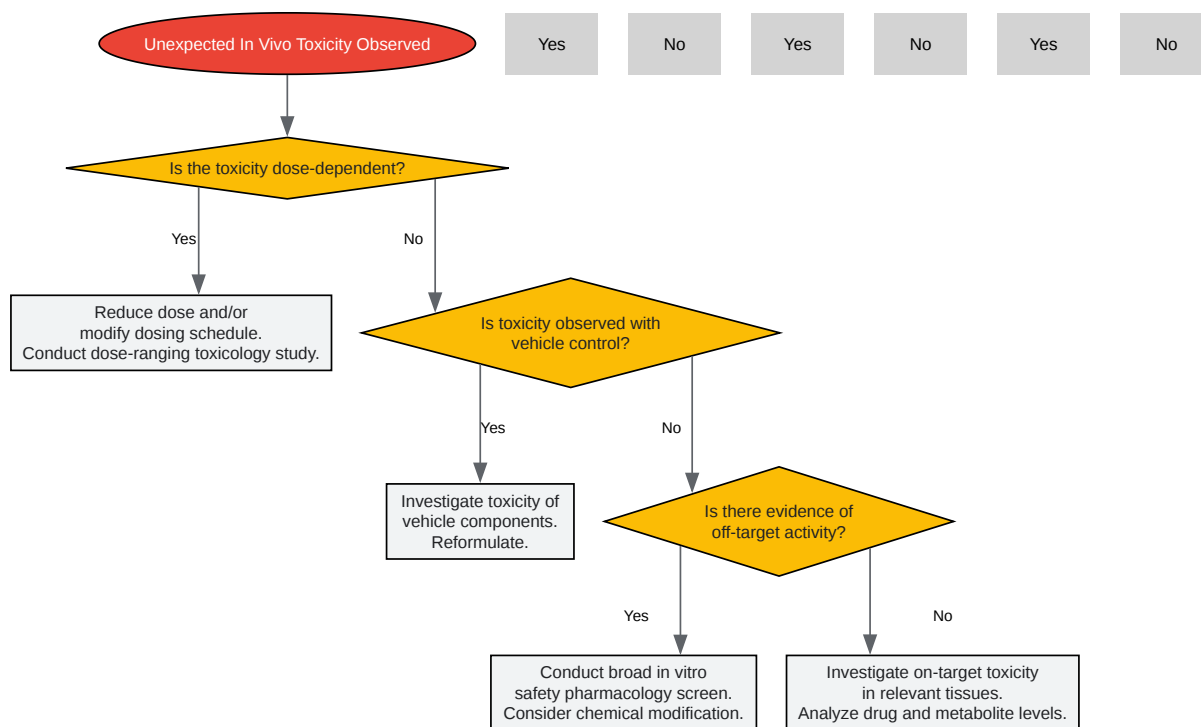 Unexpected In Vivo Toxicity Observed
Yes
No
Yes
No
Yes
No
Is the toxicity dose-dependent?
Yes
No
Reduce dose and/or
modify dosing schedule.
Conduct dose-ranging toxicology study.
Is toxicity observed with
vehicle control?
Yes
No
Investigate toxicity of
vehicle components.
Reformulate.
Is there evidence of
off-target activity?
Yes
No
Conduct broad in vitro
safety pharmacology screen.
Consider chemical modification.
Investigate on-target toxicity
in relevant tissues.
Analyze drug and metabolite levels.